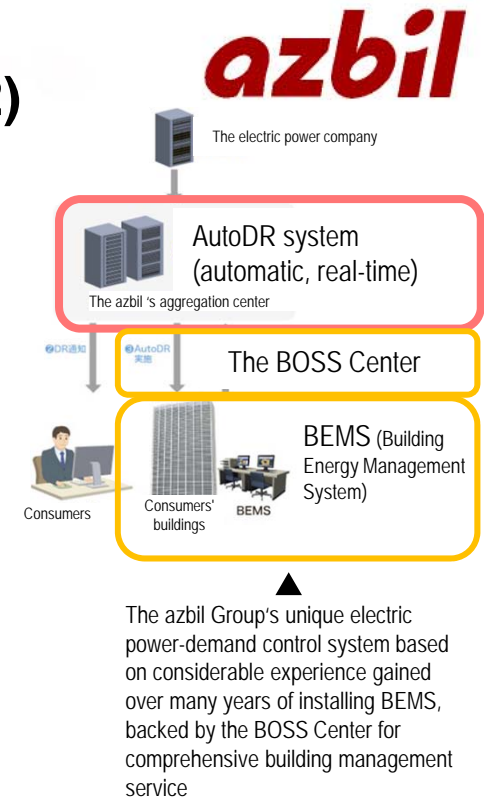 azbil
2)
The electric power company
AutoDR system
(automatic, real-time)
The azbil 's aggregation center
❷DR通知
❸AutoDR
実施
The BOSS Center
BEMS (Building
Energy Management
System)
Consumers
Consumers'
buildings
BEMS
The azbil Group's unique electric
power-demand control system based
on considerable experience gained
over many years of installing BEMS,
backed by the BOSS Center for
comprehensive building management
service